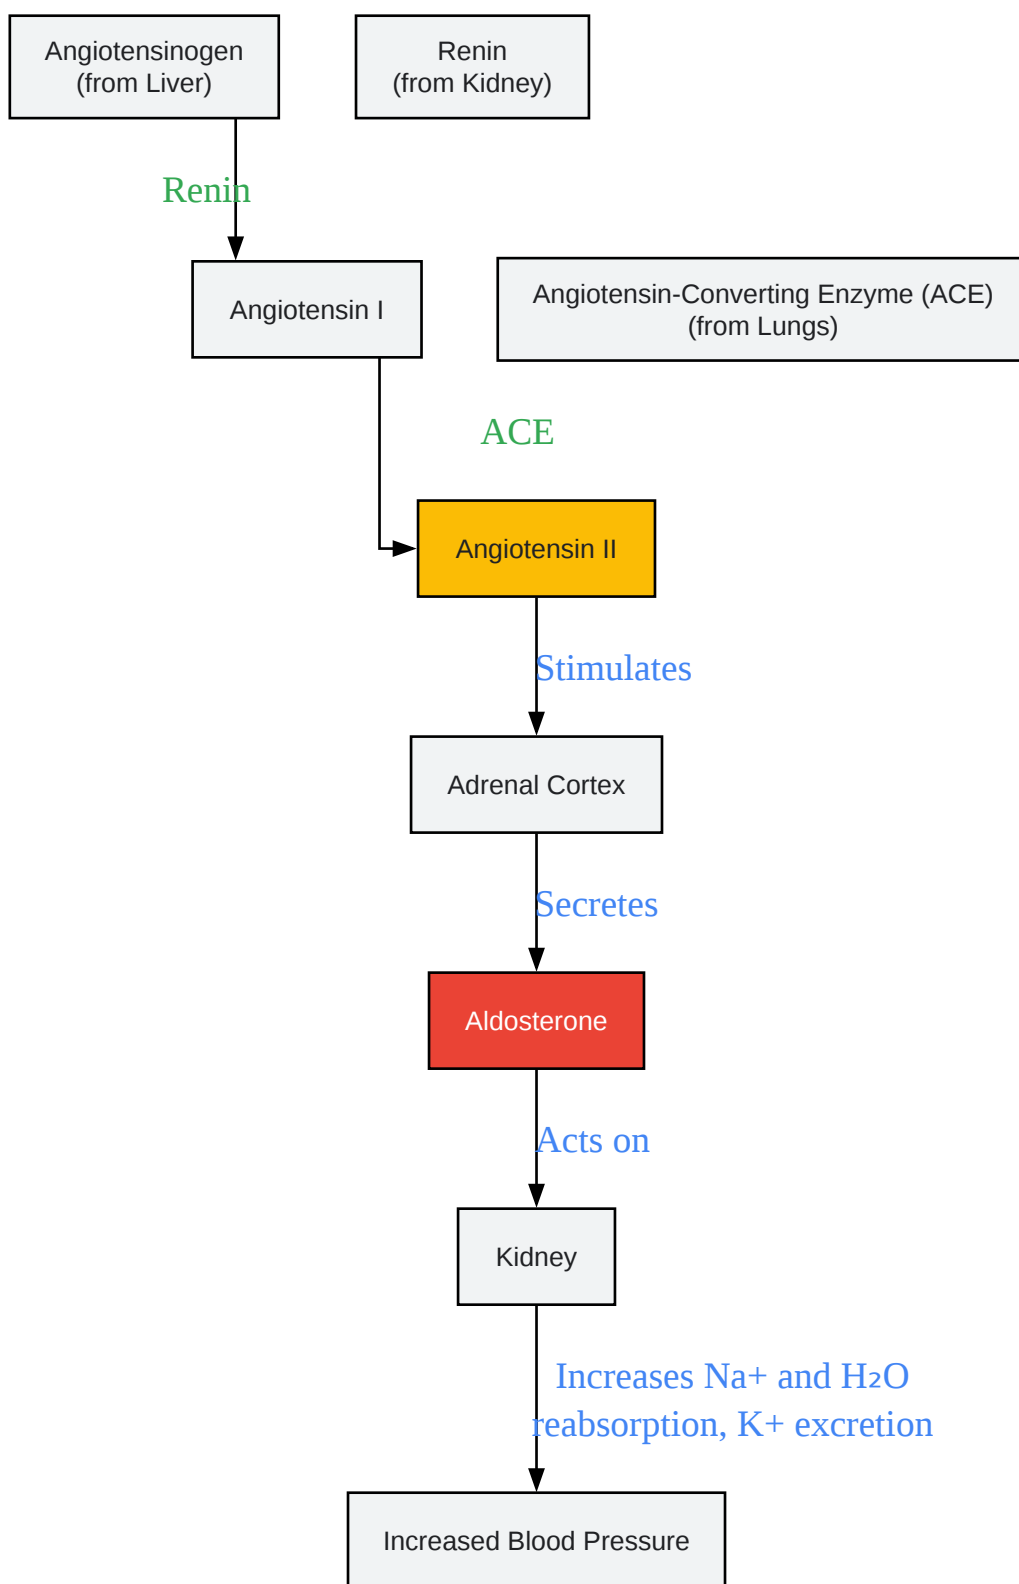 Angiotensinogen
(from Liver)
Renin
(from Kidney)
Renin
Angiotensin I
Angiotensin-Converting Enzyme (ACE)
(from Lungs)
ACE
Angiotensin II
Stimulates
Adrenal Cortex
Secretes
Aldosterone
Acts on
Kidney
Increases Na+ and H₂O
reabsorption, K+ excretion
Increased Blood Pressure